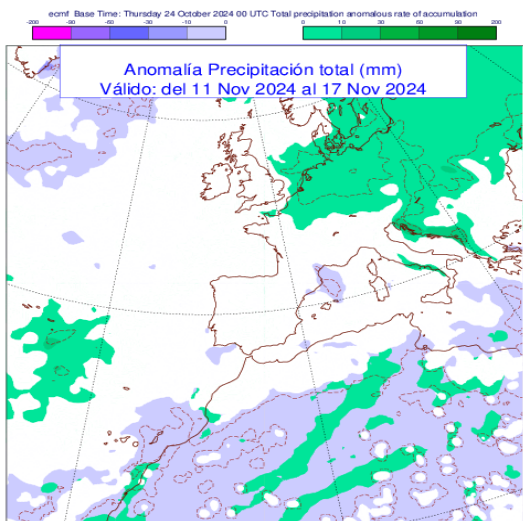 ecmf Base Time: Thursday 24 October 2024 00 UTC Total precipitation anomalous rate of accumulation
-200 -90 -60 -30 -10 0 0 10 30 60 90 200
Anomalía Precipitación total (mm)
Válido: del 11 Nov 2024 al 17 Nov 2024